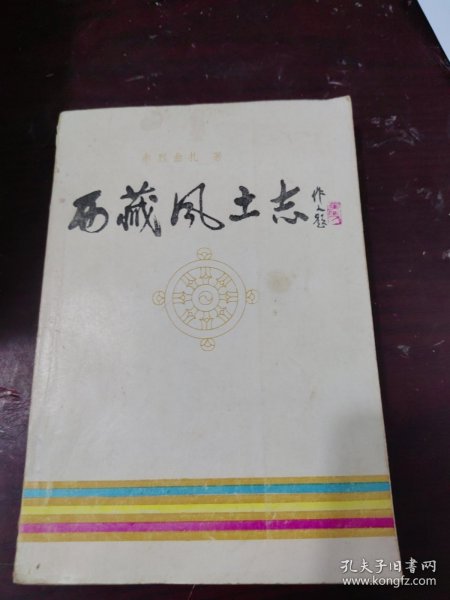 赤烈曲扎 著
西藏风土志
作人题
孔夫子旧书网
www.kongfz.com